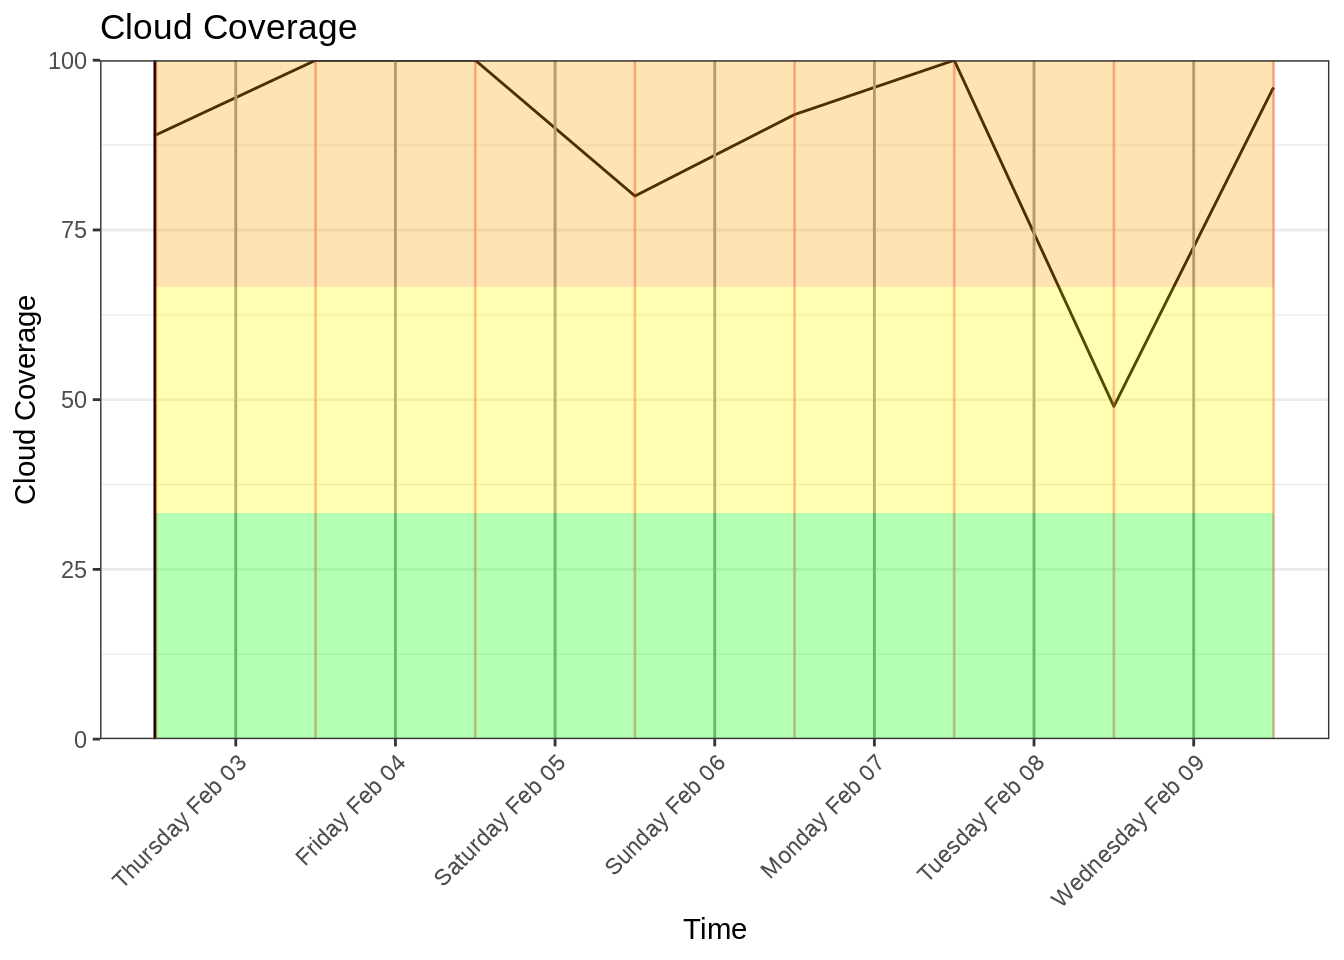 Cloud Coverage
100
75
50
25
0
Cloud Coverage
Thursday Feb 03
Friday Feb 04
Saturday Feb 05
Sunday Feb 06
Monday Feb 07
Tuesday Feb 08
Wednesday Feb 09
Time